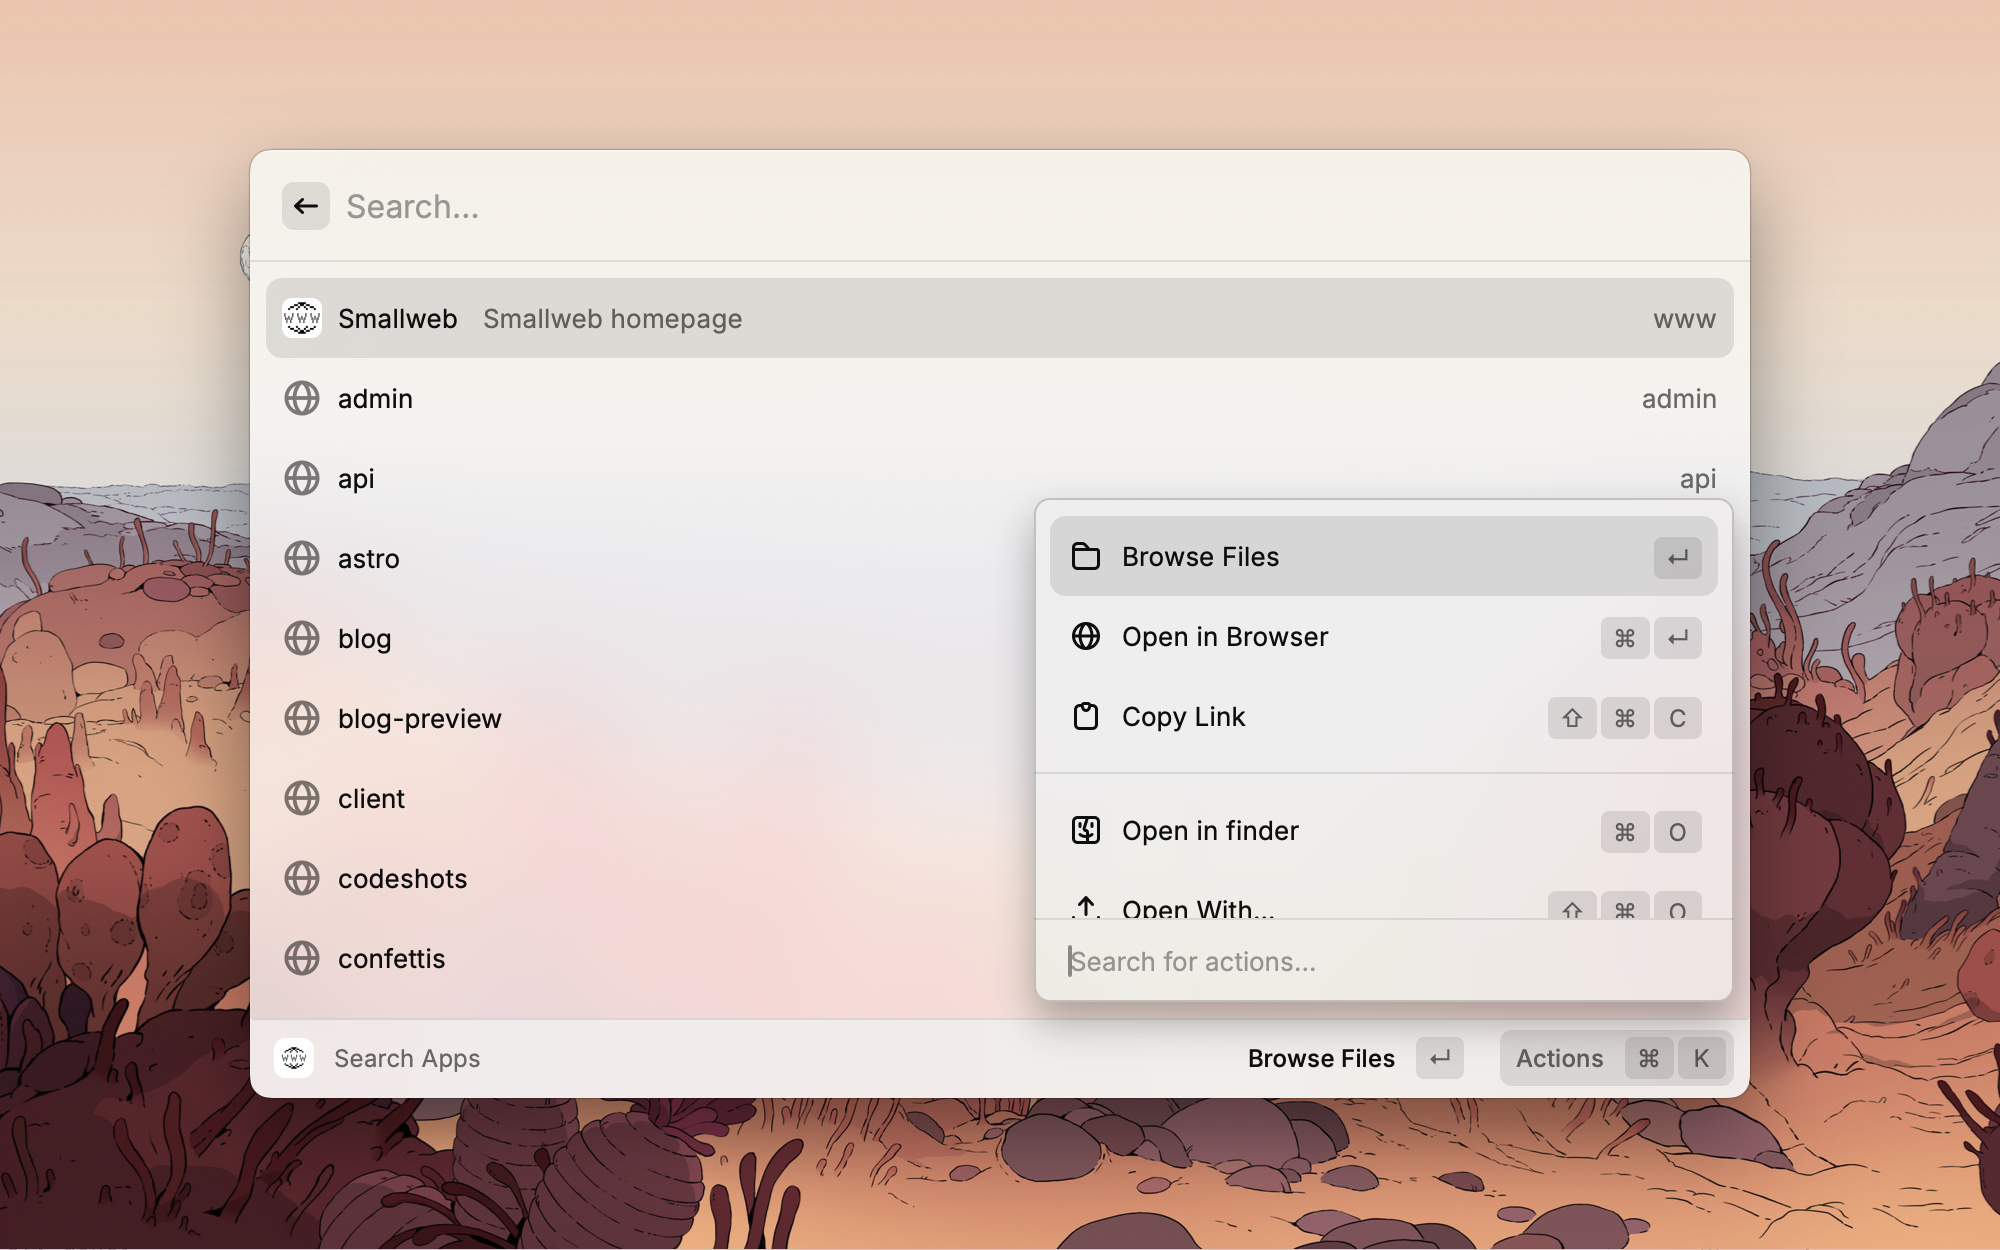 Search...
Smallweb Smallweb homepage www
admin admin
api api
astro
blog
blog-preview
client
codeshots
confettis
Browse Files ↵
Open in Browser ⌘ ↵
Copy Link ⇧ ⌘ C
Open in finder ⌘ O
Open With... ⇧ ⌘ O
Search for actions...
Search Apps Browse Files ↵ Actions ⌘ K